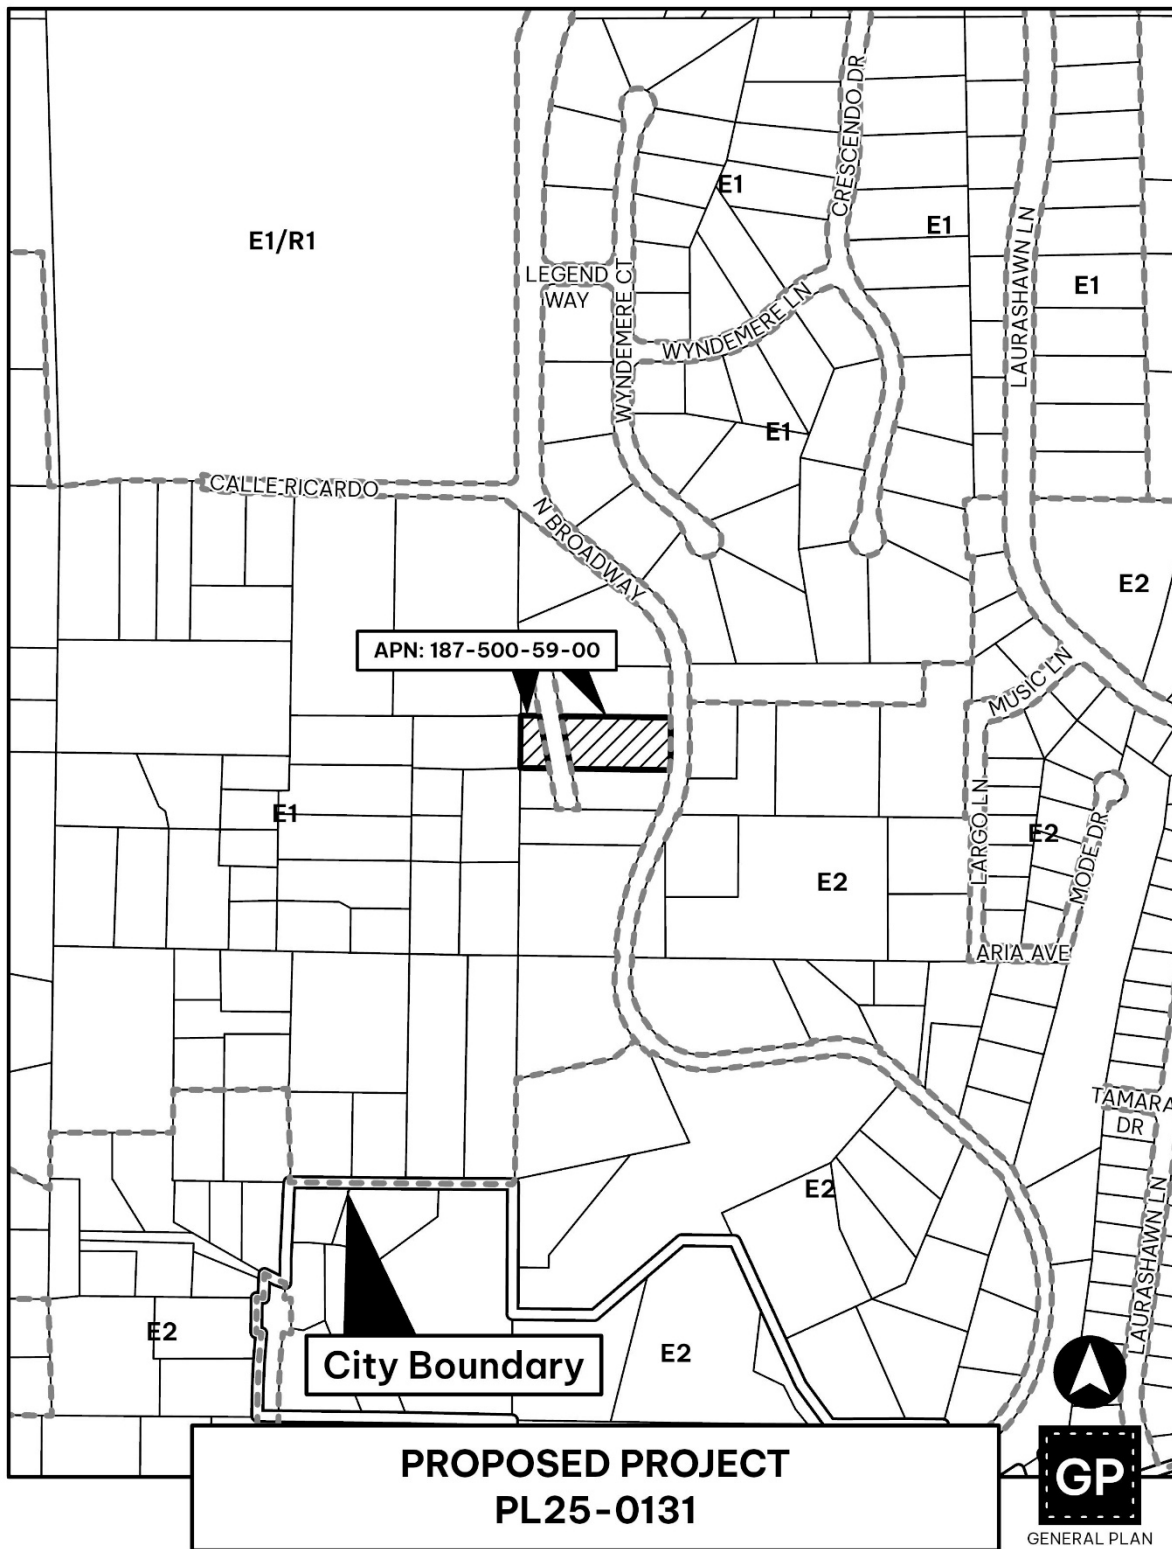 CRESCENDO DR
E1
E1
LAURASHAWN LN
E1/R1
LEGEND
WAY
WYNDEMERE CT
WYNDEMERE LN
E1
E1
CALLE RICARDO
N BROADWAY
E2
APN: 187-500-59-00
MUSIC LN
E1
LARGO LN
E2
MODE DR
E2
ARIA AVE
TAMARA
DR
E2
LAURASHAWN LN
E2
City Boundary
E2
PROPOSED PROJECT
PL25-0131
GP
GENERAL PLAN